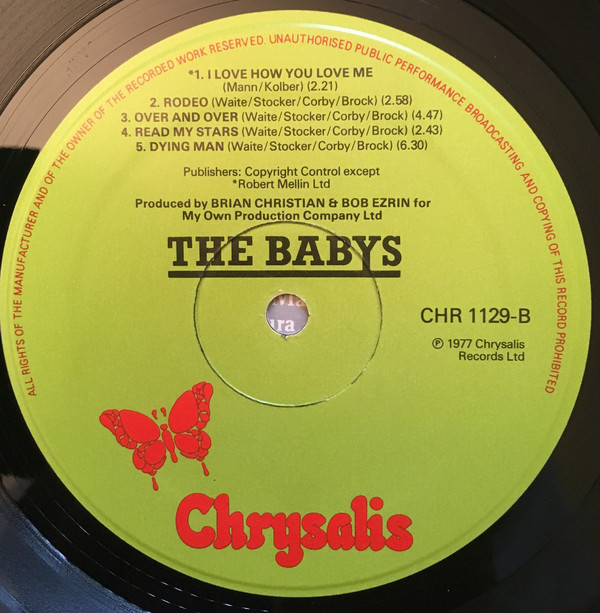 ALL RIGHTS OF THE MANUFACTURER AND OF THE OWNER OF THE RECORDED WORK RESERVED. UNAUTHORISED PUBLIC PERFORMANCE BROADCASTING AND COPYING OF THIS RECORD PROHIBITED
*1. I LOVE HOW YOU LOVE ME
(Mann/Kolber) (2.21)
2. RODEO (Waite/Stocker/Corby/Brock) (2.58)
3. OVER AND OVER (Waite/Stocker/Corby/Brock) (4.47)
4. READ MY STARS (Waite/Stocker/Corby/Brock) (2.43)
5. DYING MAN (Waite/Stocker/Corby/Brock) (6.30)
Publishers: Copyright Control except
*Robert Mellin Ltd
Produced by BRIAN CHRISTIAN & BOB EZRIN for
My Own Production Company Ltd
THE BABYS
CHR 1129-B
℗ 1977 Chrysalis
Records Ltd
Chrysalis